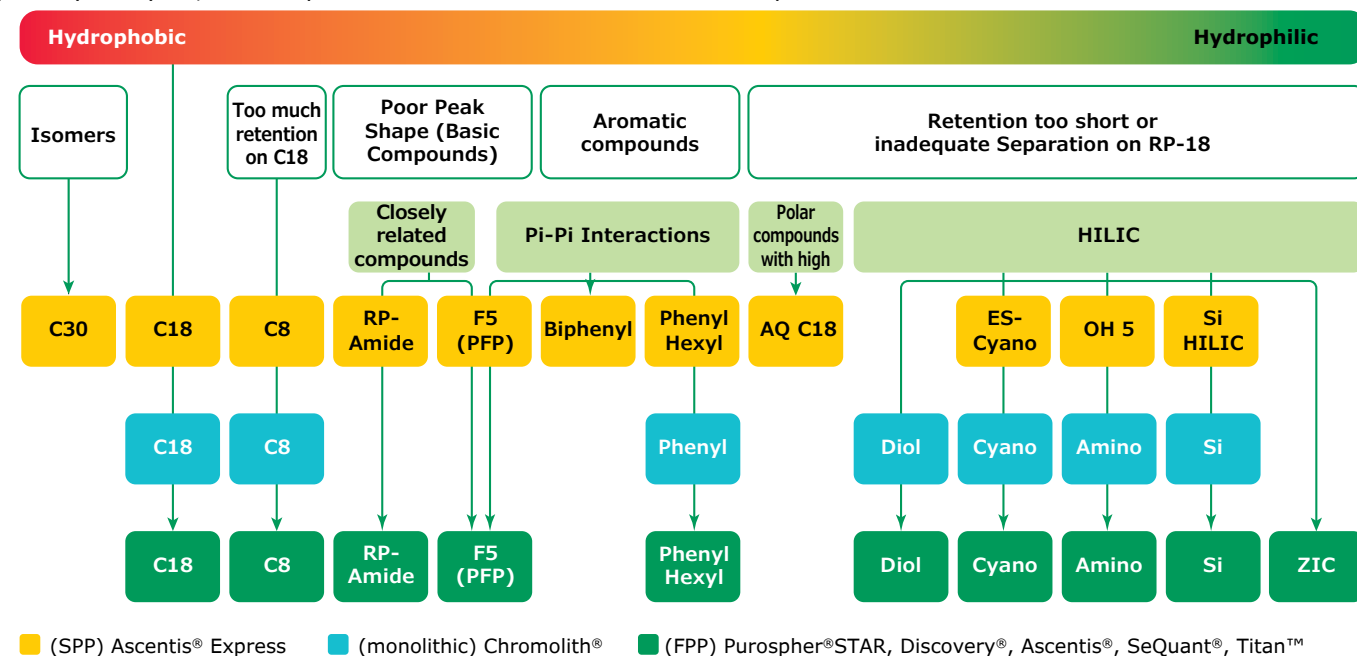 Hydrophobic
Hydrophilic
Isomers
Too much
retention
on C18
Poor Peak
Shape (Basic
Compounds)
Aromatic
compounds
Retention too short or
inadequate Separation on RP-18
Closely
related
compounds
Pi-Pi Interactions
Polar
compounds
with high
HILIC
C30
C18
C8
RP-
Amide
F5
(PFP)
Biphenyl
Phenyl
Hexyl
AQ C18
ES-
Cyano
OH 5
Si
HILIC
C18
C8
Phenyl
Diol
Cyano
Amino
Si
C18
C8
RP-
Amide
F5
(PFP)
Phenyl
Hexyl
Diol
Cyano
Amino
Si
ZIC
(SPP) Ascentis® Express
(monolithic) Chromolith®
(FPP) Purospher®STAR, Discovery®, Ascentis®, SeQuant®, Titan™